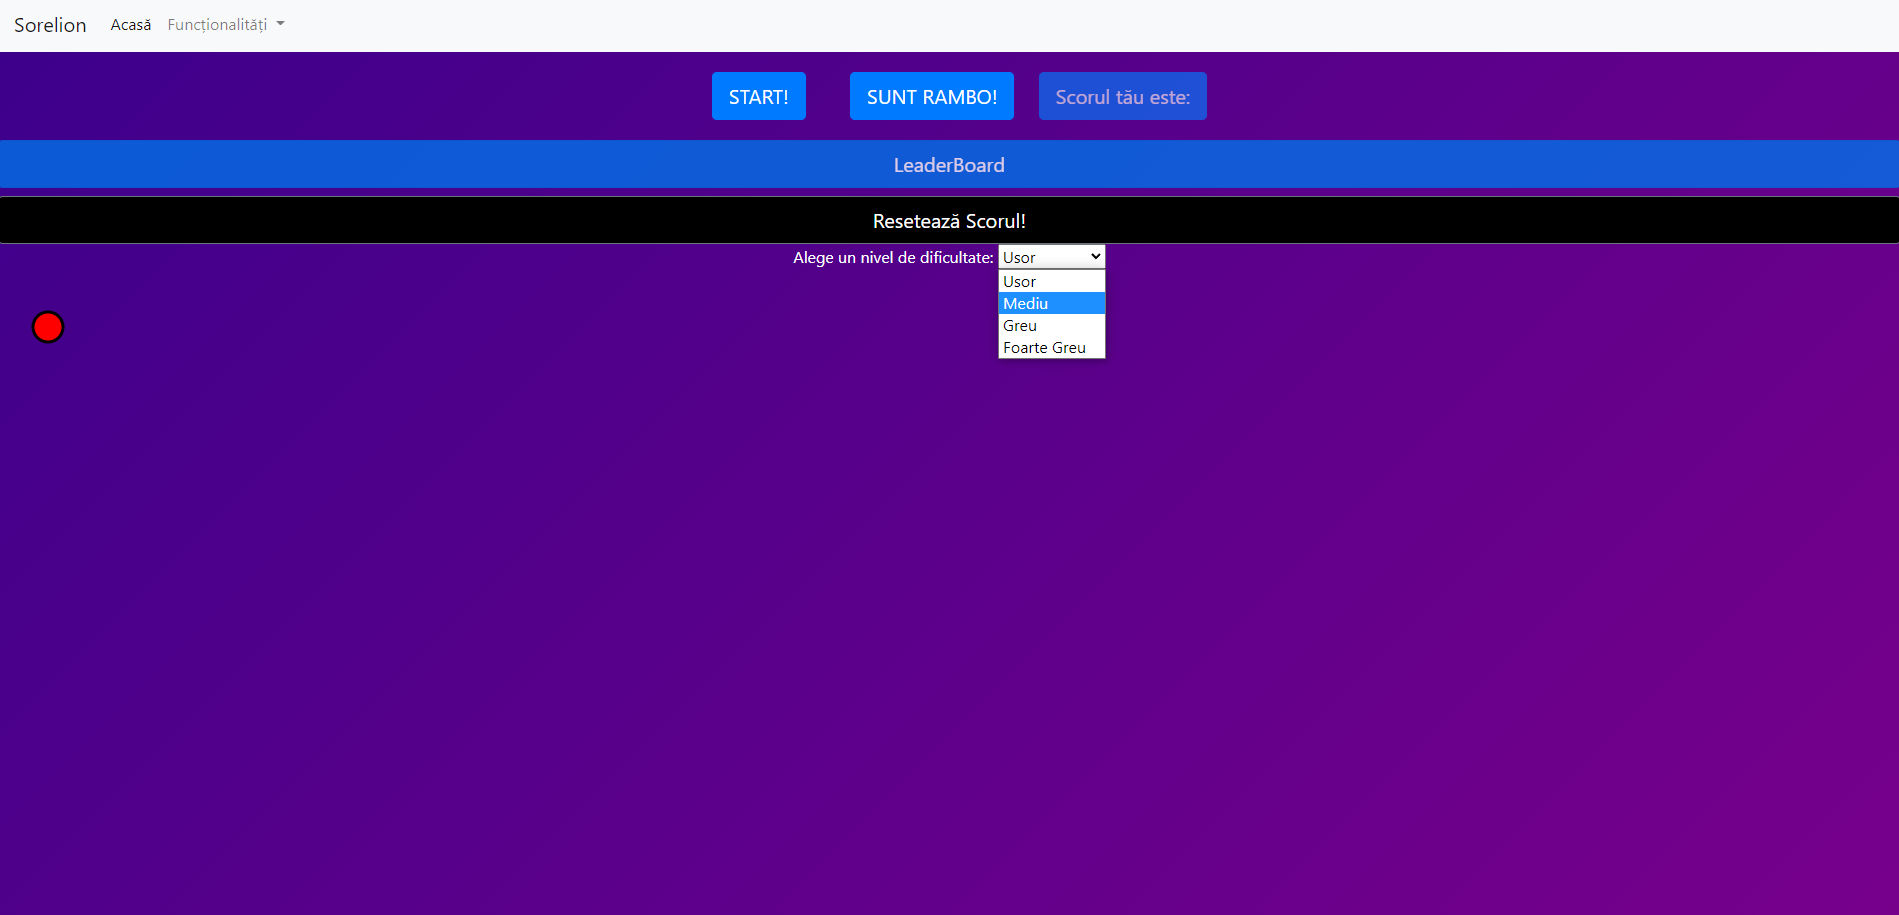 Sorelion Acasă Funcționalități
START! SUNT RAMBO! Scorul tău este:
LeaderBoard
Resetează Scorul!
Alege un nivel de dificultate: Usor
Usor
Mediu
Greu
Foarte Greu